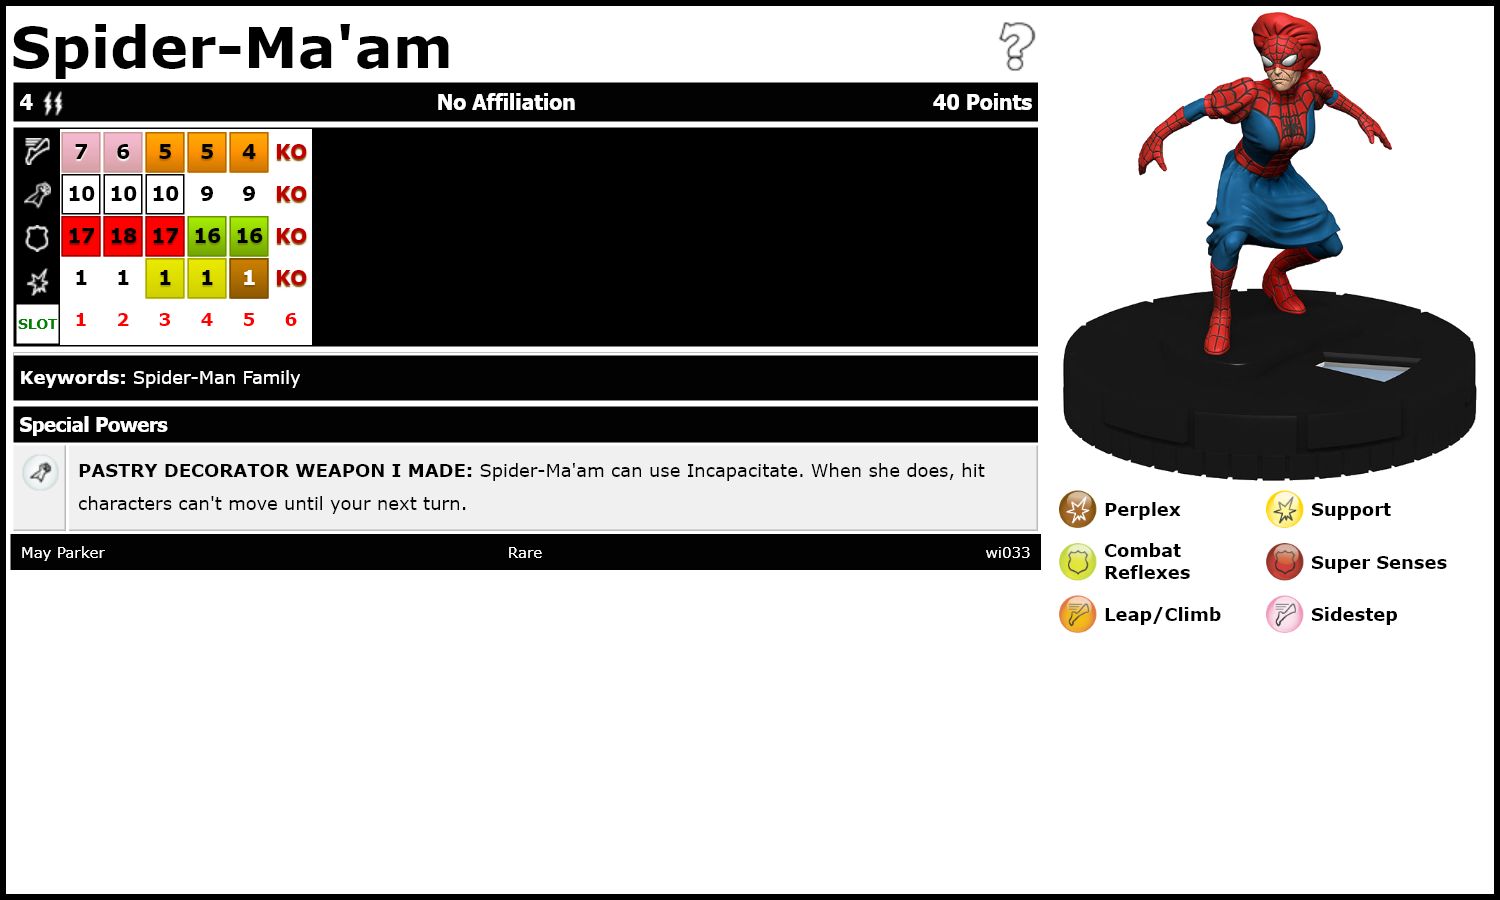 Spider-Ma'am
4 No Affiliation 40 Points
7 6 5 5 4 KO
10 10 10 9 9 KO
17 18 17 16 16 KO
1 1 1 1 1 KO
SLOT 1 2 3 4 5 6
Keywords: Spider-Man Family
Special Powers
PASTRY DECORATOR WEAPON I MADE: Spider-Ma'am can use Incapacitate. When she does, hit
characters can't move until your next turn.
May Parker Rare wi033
Perplex Support
Combat
Reflexes
Super Senses
Leap/Climb Sidestep